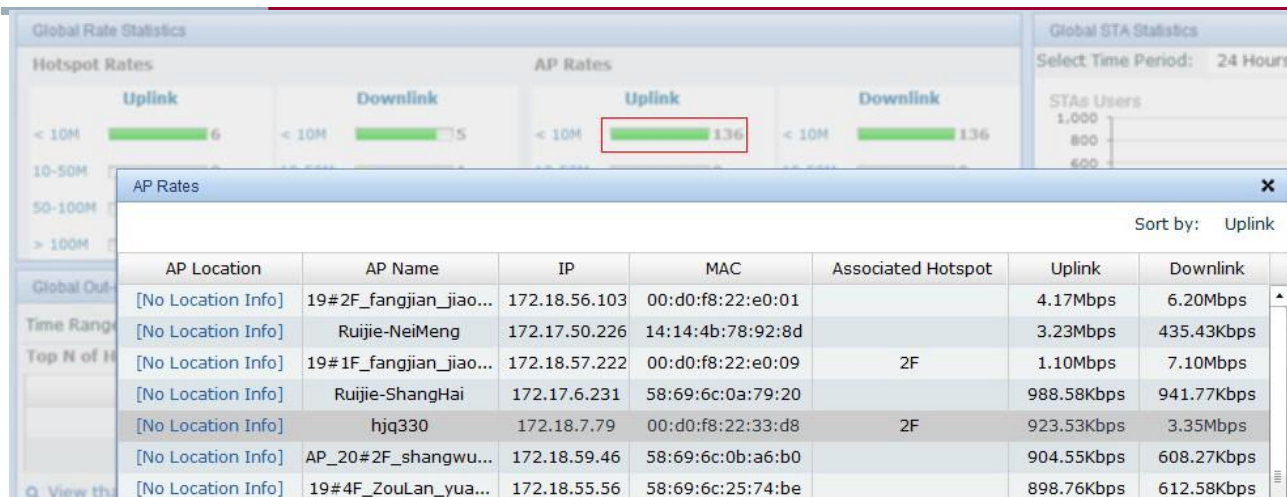 Global Rate Statistics
Global STA Statistics
Hotspot Rates
AP Rates
Select Time Period: 24 Hours
Uplink Downlink Uplink Downlink
STAs Users
1,000
< 10M 6 < 10M 5 < 10M 136 < 10M 136
800
10-50M
600
AP Rates
50-100M
Sort by: Uplink
> 100M
AP Location AP Name IP MAC Associated Hotspot Uplink Downlink
Global Out-
[No Location Info] 19#2F_fangjian_jiao... 172.18.56.103 00:d0:f8:22:e0:01 4.17Mbps 6.20Mbps
Time Range
[No Location Info] Ruijie-NeiMeng 172.17.50.226 14:14:4b:78:92:8d 3.23Mbps 435.43Kbps
Top N of H
[No Location Info] 19#1F_fangjian_jiao... 172.18.57.222 00:d0:f8:22:e0:09 2F 1.10Mbps 7.10Mbps
[No Location Info] Ruijie-ShangHai 172.17.6.231 58:69:6c:0a:79:20 988.58Kbps 941.77Kbps
[No Location Info] hjq330 172.18.7.79 00:d0:f8:22:33:d8 2F 923.53Kbps 3.35Mbps
[No Location Info] AP_20#2F_shangwu... 172.18.59.46 58:69:6c:0b:a6:b0 904.55Kbps 608.27Kbps
View tha
[No Location Info] 19#4F_ZouLan_yua... 172.18.55.56 58:69:6c:25:74:be 898.76Kbps 612.58Kbps